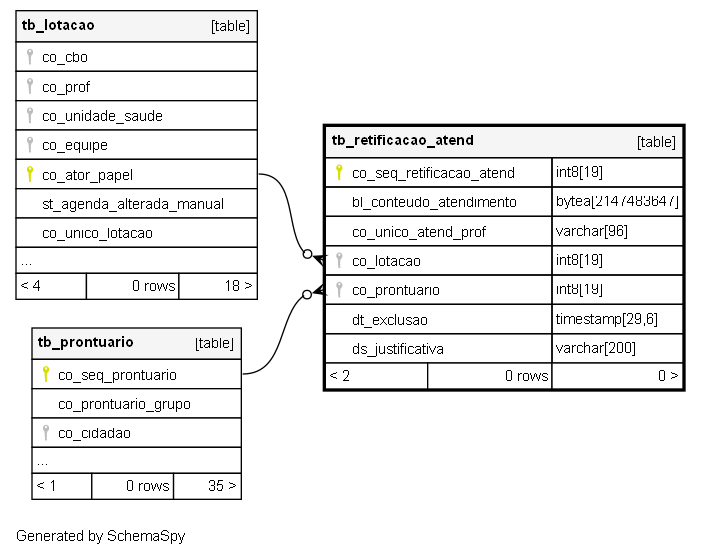 tb_lotacao [table]
co_cbo
co_prof
co_unidade_saude
co_equipe
co_ator_papel
st_agenda_alterada_manual
co_unico_lotacao
...
< 4 0 rows 18 >
tb_prontuario [table]
co_seq_prontuario
co_prontuario_grupo
co_cidadao
...
< 1 0 rows 35 >
tb_retificacao_atend [table]
co_seq_retificacao_atend int8[19]
bl_conteudo_atendimento bytea[2147483647]
co_unico_atend_prof varchar[96]
co_lotacao int8[19]
co_prontuario int8[19]
dt_exclusao timestamp[29,6]
ds_justificativa varchar[200]
< 2 0 rows 0 >
Generated by SchemaSpy